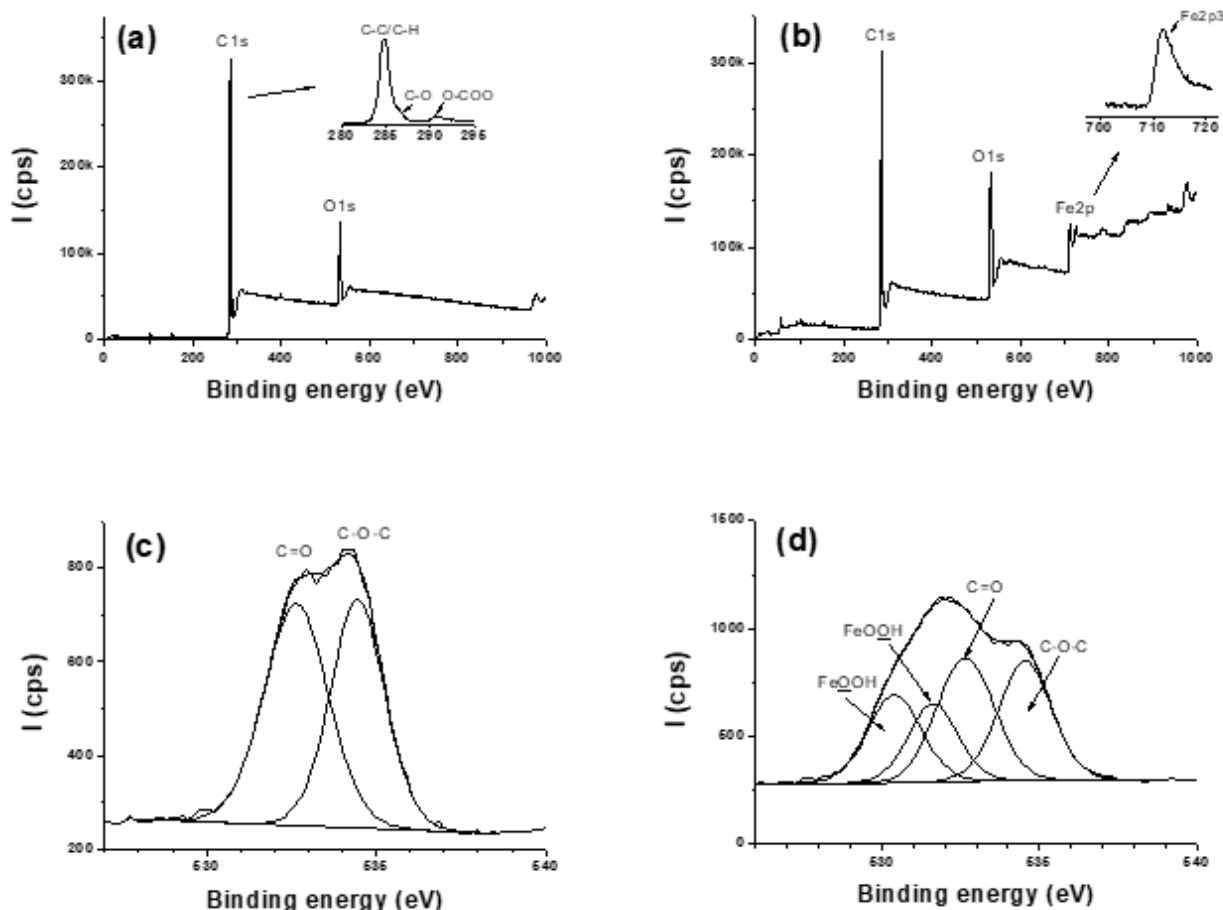 (a)
C1s
C-C/C-H
C-O
O-COO
280 285 290 295
O1s
300k
200k
100k
0
I (cps)
0 200 400 600 800 1000
Binding energy (eV)
(b)
C1s
Fe2p3
700 710 720
O1s
Fe2p
300k
200k
100k
0
I (cps)
0 200 400 600 800 1000
Binding energy (eV)
(c)
C=O
C-O-C
800
600
400
200
I (cps)
530 535 540
Binding energy (eV)
(d)
C=O
FeOOH
C-O-C
FeOOH
1500
1000
500
0
I (cps)
530 535 540
Binding energy (eV)